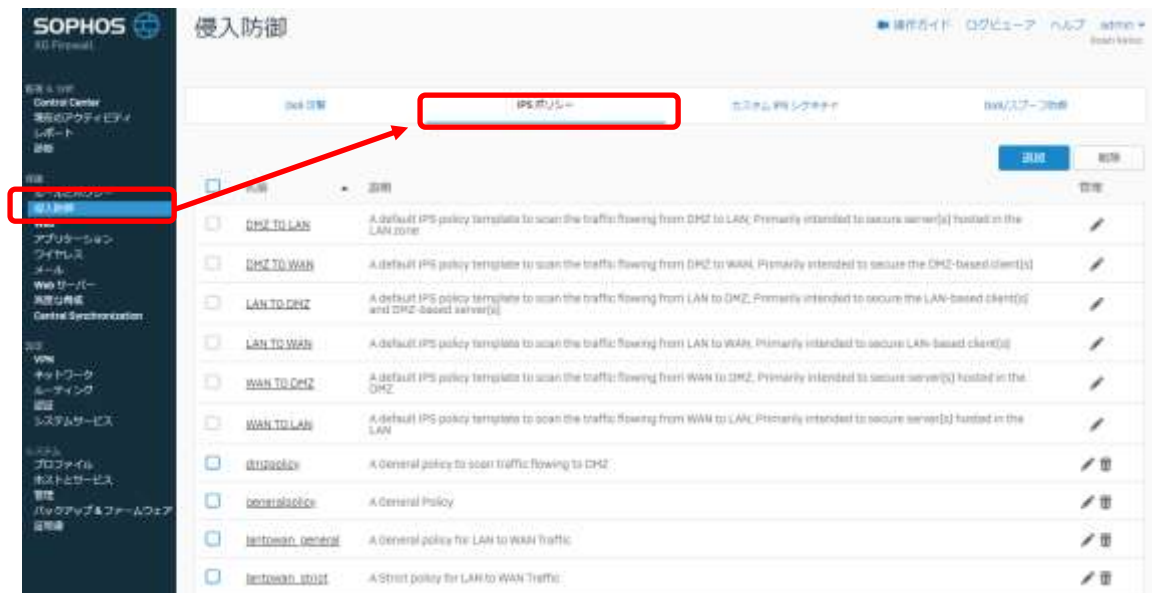 SOPHOS
XG Firewall
侵入防御
操作ガイド ログビューア ヘルプ admin
Control Center
現在のアクティビティ
レポート
診断
侵入防御
Web
アプリケーション
ワイヤレス
メール
Web サーバー
高度な構成
Central Synchronization
VPN
ネットワーク
ルーティング
認証
システムサービス
システム
プロファイル
ホストとサービス
管理
バックアップ&ファームウェア
証明書
DoS 攻撃 IPS ポリシー カスタム IPS シグネチャ DoS/スプーフ防御
追加 削除
名前 説明 管理
DMZ TO LAN
A default IPS policy template to scan the traffic flowing from DMZ to LAN, Primarily intended to secure server(s) hosted in the
LAN zone
DMZ TO WAN
A default IPS policy template to scan the traffic flowing from DMZ to WAN. Primarily intended to secure the DMZ-based client(s)
LAN TO DMZ
A default IPS policy template to scan the traffic flowing from LAN to DMZ, Primarily intended to secure the LAN-based client(s)
and DMZ-based server(s)
LAN TO WAN
A default IPS policy template to scan the traffic flowing from LAN to WAN, Primarily intended to secure LAN-based client(s)
WAN TO DMZ
A default IPS policy template to scan the traffic flowing from WAN to DMZ, Primarily intended to secure server(s) hosted in the
DMZ
WAN TO LAN
A default IPS policy template to scan the traffic flowing from WAN to LAN, Primarily intended to secure server(s) hosted in the
LAN
dmzpolicy A General policy to scan traffic flowing to DMZ
generalpolicy A General Policy
lantowan_general A General policy for LAN to WAN Traffic
lantowan_strict A Strict policy for LAN to WAN Traffic